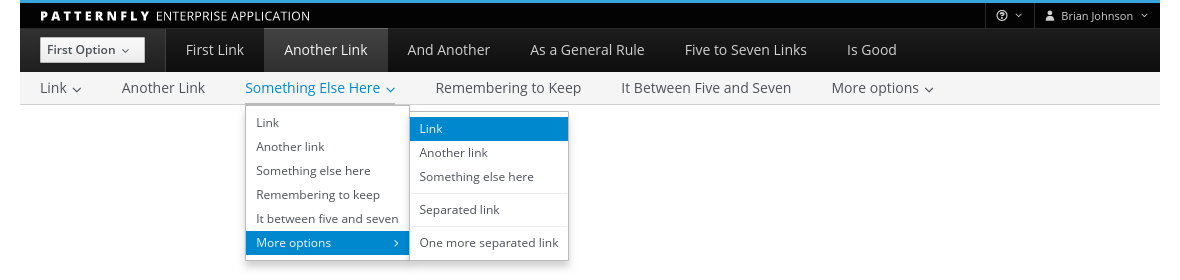 PATTERNFLY ENTERPRISE APPLICATION
Brian Johnson
First Option
First Link
Another Link
And Another
As a General Rule
Five to Seven Links
Is Good
Link
Another Link
Something Else Here
Remembering to Keep
It Between Five and Seven
More options
Link
Another link
Something else here
Remembering to keep
It between five and seven
More options
Link
Another link
Something else here
Separated link
One more separated link